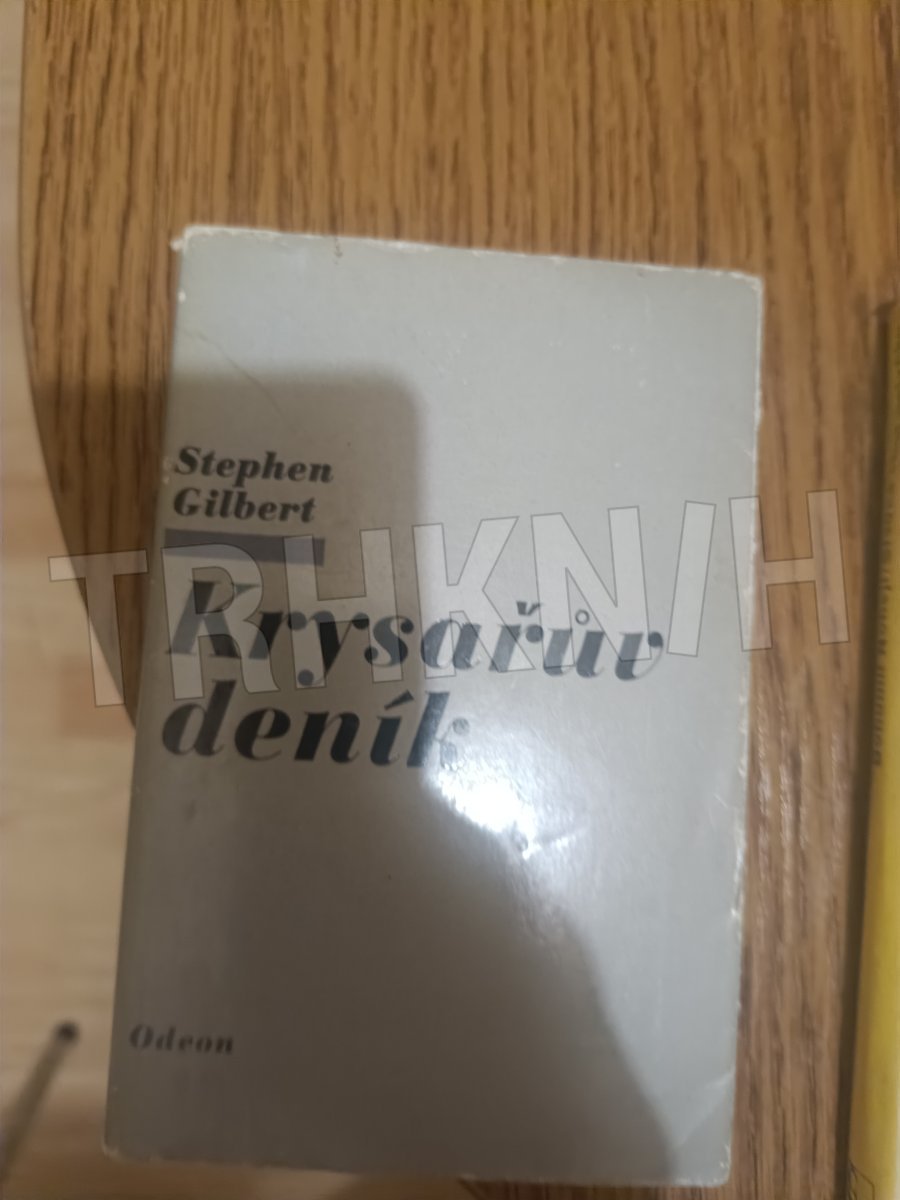 Stephen
Gilbert
Krysařův
deník
Odeon
TRHKNIH